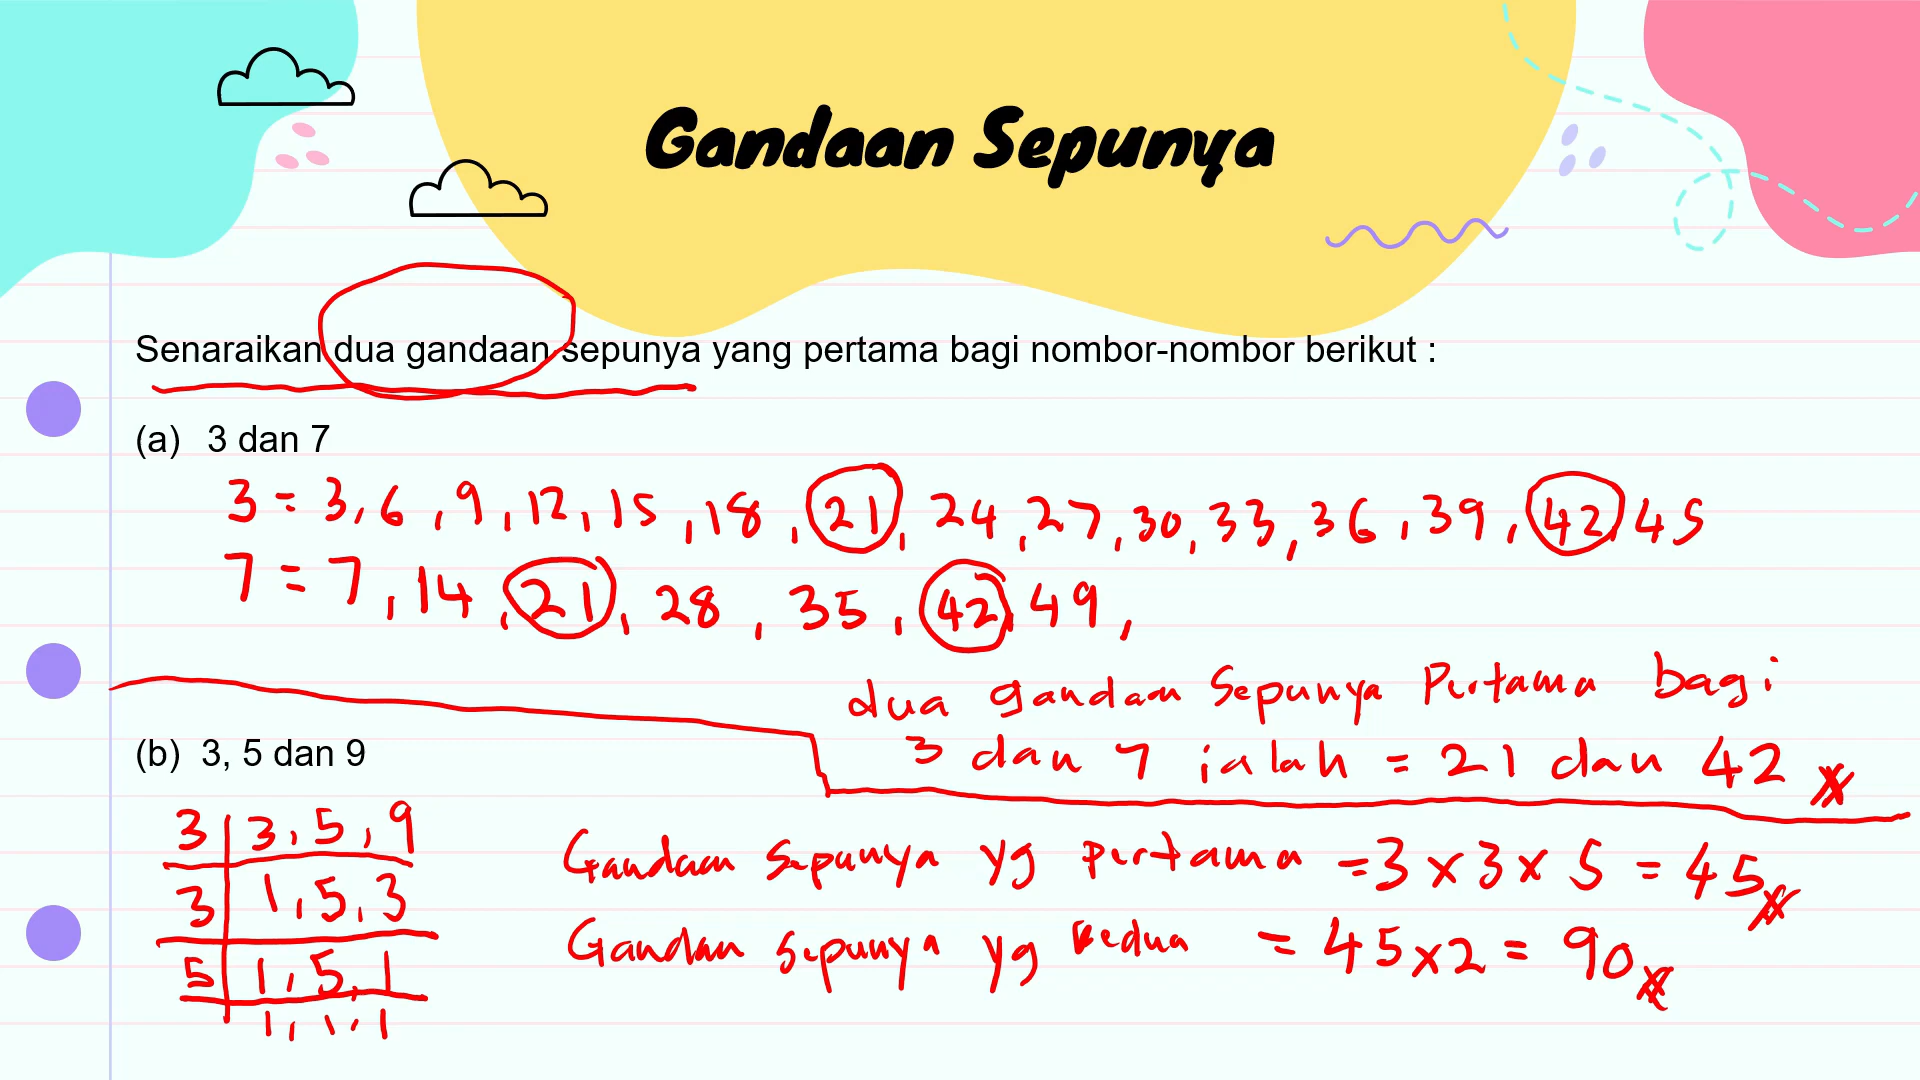 Gandaan Sepunya
Senaraikan dua gandaan sepunya yang pertama bagi nombor-nombor berikut :
(a) 3 dan 7
3 = 3, 6, 9, 12, 15, 18, 21, 24, 27, 30, 33, 36, 39, 42, 45
7 = 7, 14, 21, 28, 35, 42, 49,
dua gandaan Sepunya Pertama bagi
3 dan 7 ialah = 21 dan 42
(b) 3, 5 dan 9
3 | 3, 5, 9
3 | 1, 5, 3
5 | 1, 5, 1
1, 1, 1
Gandaan Sepunya yg pertama = 3 x 3 x 5 = 45
Gandaan sepunya yg kedua = 45 x 2 = 90